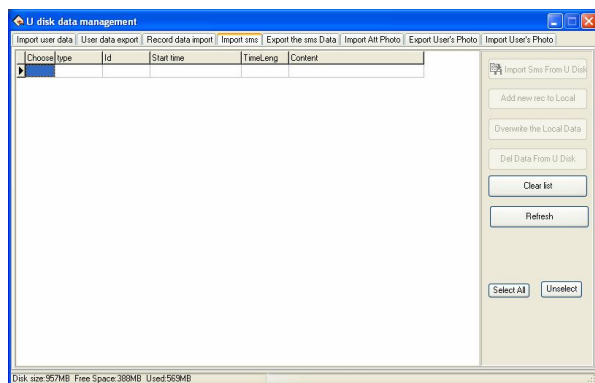 U disk data management
Import user data User data export Record data import Import sms Export the sms Data Import Att Photo Export User's Photo Import User's Photo
Choose type Id Start time TimeLeng Content
Import Sms From U Disk
Add new rec to Local
Overwrite the Local Data
Del Data From U Disk
Clear list
Refresh
Select All Unselect
Disk size:957MB Free Space:388MB Used:569MB